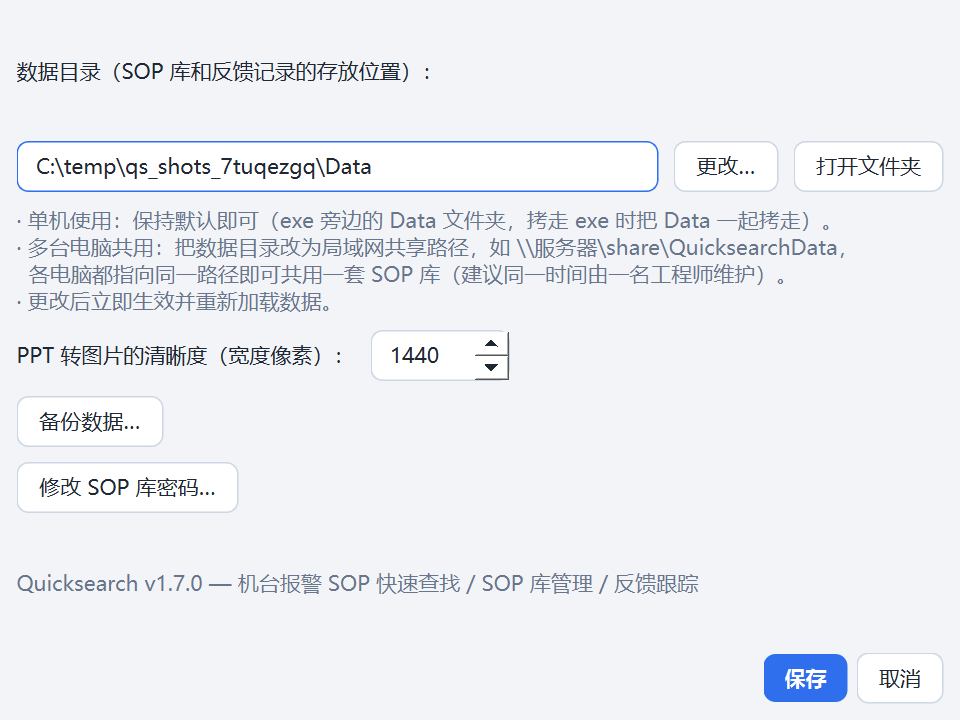 数据目录（SOP 库和反馈记录的存放位置）:
C:\temp\qs_shots_7tuqezgq\Data
更改...
打开文件夹
· 单机使用：保持默认即可（exe 旁边的 Data 文件夹，拷走 exe 时把 Data 一起拷走）。
· 多台电脑共用：把数据目录改为局域网共享路径，如 \\服务器\share\QuicksearchData，
各电脑都指向同一路径即可共用一套 SOP 库（建议同一时间由一名工程师维护）。
· 更改后立即生效并重新加载数据。
PPT 转图片的清晰度（宽度像素）:
1440
备份数据...
修改 SOP 库密码...
Quicksearch v1.7.0 — 机台报警 SOP 快速查找 / SOP 库管理 / 反馈跟踪
保存
取消